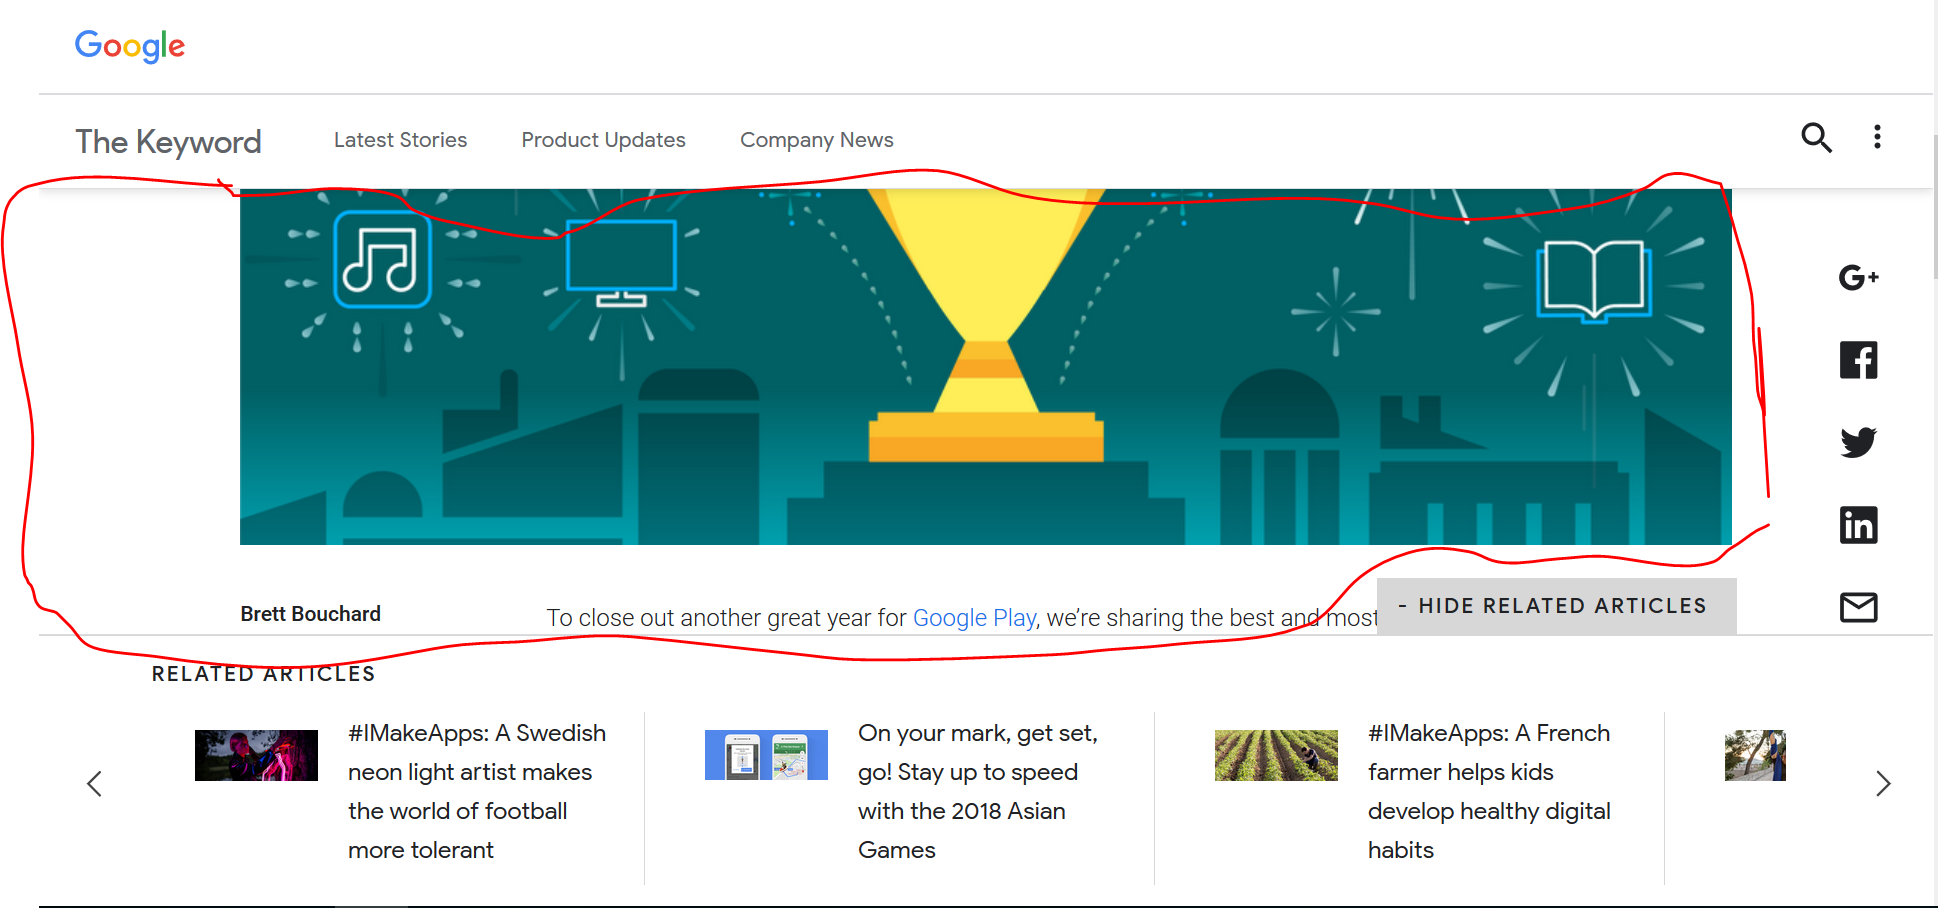 Google
The Keyword Latest Stories Product Updates Company News
G+
Brett Bouchard
To close out another great year for Google Play, we’re sharing the best and most
- HIDE RELATED ARTICLES
RELATED ARTICLES
#IMakeApps: A Swedish
neon light artist makes
the world of football
more tolerant
On your mark, get set,
go! Stay up to speed
with the 2018 Asian
Games
#IMakeApps: A French
farmer helps kids
develop healthy digital
habits